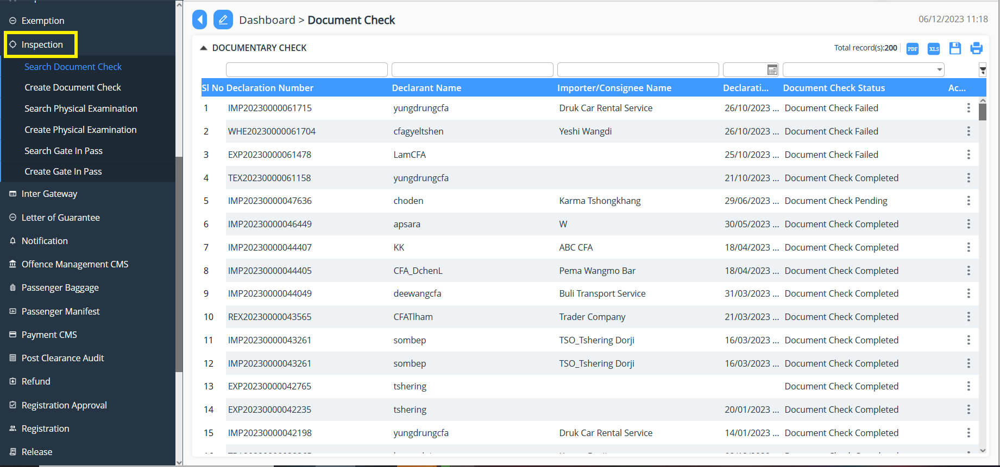 Exemption
Inspection
Search Document Check
Create Document Check
Search Physical Examination
Create Physical Examination
Search Gate In Pass
Create Gate In Pass
Inter Gateway
Letter of Guarantee
Notification
Offence Management CMS
Passenger Baggage
Passenger Manifest
Payment CMS
Post Clearance Audit
Refund
Registration Approval
Registration
Release
Dashboard > Document Check
06/12/2023 11:18
DOCUMENTARY CHECK
Total record(s):200
PDF
XLS
Sl No Declaration Number Declarant Name Importer/Consignee Name Declarati... Document Check Status Ac...
1 IMP20230000061715 yungdrungcfa Druk Car Rental Service 26/10/2023 ... Document Check Failed
2 WHE20230000061704 cfagyeltshen Yeshi Wangdi 26/10/2023 ... Document Check Failed
3 EXP20230000061478 LamCFA 25/10/2023 ... Document Check Failed
4 TEX20230000061158 yungdrungcfa 21/10/2023 ... Document Check Completed
5 IMP20230000047636 choden Karma Tshongkhang 29/06/2023 ... Document Check Pending
6 IMP20230000046449 apsara W 30/05/2023 ... Document Check Completed
7 IMP20230000044407 KK ABC CFA 18/04/2023 ... Document Check Completed
8 IMP20230000044405 CFA_DchenL Pema Wangmo Bar 18/04/2023 ... Document Check Completed
9 IMP20230000044049 deewangcfa Buli Transport Service 31/03/2023 ... Document Check Completed
10 REX20230000043565 CFATlham Trader Company 21/03/2023 ... Document Check Completed
11 IMP20230000043261 sombep TSO_Tshering Dorji 16/03/2023 ... Document Check Completed
12 IMP20230000043261 sombep TSO_Tshering Dorji 16/03/2023 ... Document Check Completed
13 EXP20230000042765 tshering Document Check Completed
14 EXP20230000042235 tshering 20/01/2023 ... Document Check Completed
15 IMP20230000042198 yungdrungcfa Druk Car Rental Service 14/01/2023 ... Document Check Completed